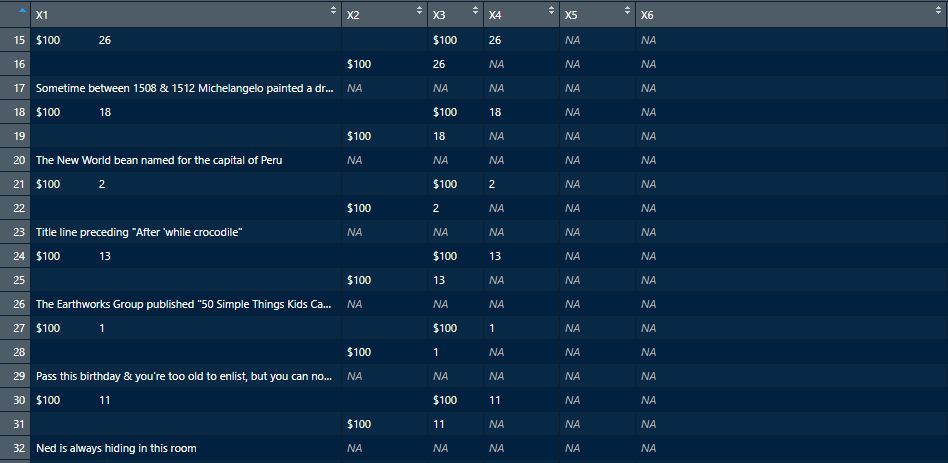 X1 X2 X3 X4 X5 X6
15 $100 26 $100 26 NA NA
16 $100 26 NA NA NA
17 Sometime between 1508 & 1512 Michelangelo painted a dr... NA NA NA NA NA
18 $100 18 $100 18 NA NA
19 $100 18 NA NA NA
20 The New World bean named for the capital of Peru NA NA NA NA NA
21 $100 2 $100 2 NA NA
22 $100 2 NA NA NA
23 Title line preceding "After 'while crocodile" NA NA NA NA NA
24 $100 13 $100 13 NA NA
25 $100 13 NA NA NA
26 The Earthworks Group published "50 Simple Things Kids Ca... NA NA NA NA NA
27 $100 1 $100 1 NA NA
28 $100 1 NA NA NA
29 Pass this birthday & you're too old to enlist, but you can no... NA NA NA NA NA
30 $100 11 $100 11 NA NA
31 $100 11 NA NA NA
32 Ned is always hiding in this room NA NA NA NA NA